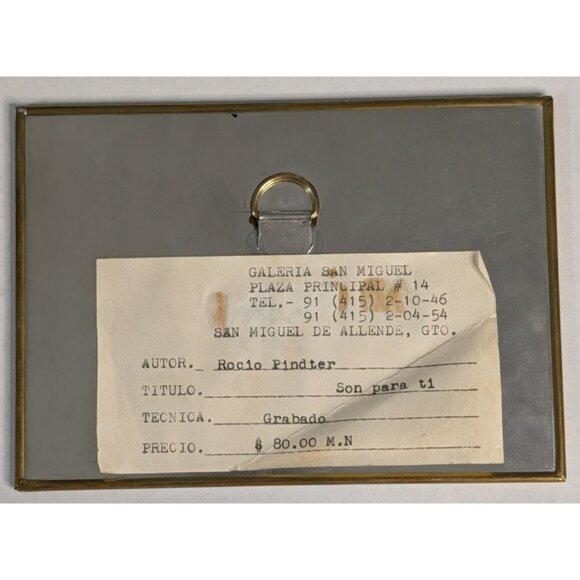 GALERIA SAN MIGUEL
PLAZA PRINCIPAL # 14
TEL.- 91 (415) 2-10-46
91 (415) 2-04-54
SAN MIGUEL DE ALLENDE, GTO.
AUTOR. Rocio Pindter
TITULO. Son para ti
TECNICA. Grabado
PRECIO. $ 80.00 M.N